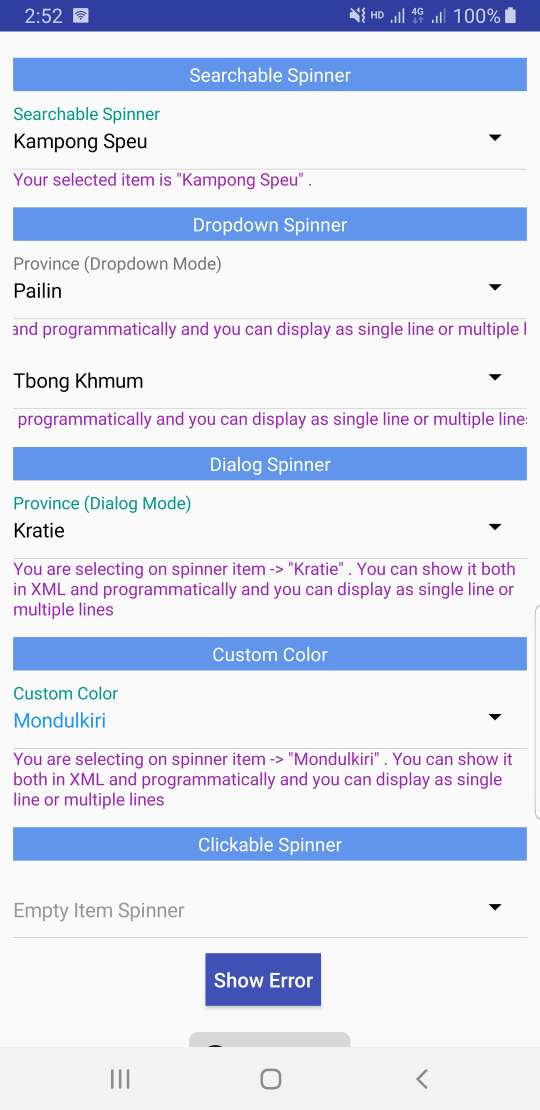 2:52 HD 4G 100%
Searchable Spinner
Searchable Spinner
Kampong Speu
Your selected item is "Kampong Speu" .
Dropdown Spinner
Province (Dropdown Mode)
Pailin
and programmatically and you can display as single line or multiple l
Tbong Khmum
programmatically and you can display as single line or multiple lines
Dialog Spinner
Province (Dialog Mode)
Kratie
You are selecting on spinner item -> "Kratie" . You can show it both
in XML and programmatically and you can display as single line or
multiple lines
Custom Color
Custom Color
Mondulkiri
You are selecting on spinner item -> "Mondulkiri" . You can show it
both in XML and programmatically and you can display as single
line or multiple lines
Clickable Spinner
Empty Item Spinner
Show Error